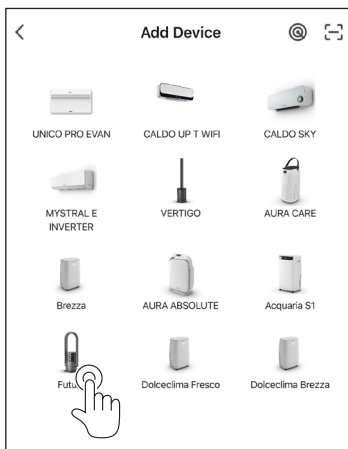 Add Device
UNICO PRO EVAN CALDO UP T WIFI CALDO SKY
MYSTRAL E VERTIGO AURA CARE
INVERTER
Brezza AURA ABSOLUTE Acquaria S1
Dolceclima Fresco Dolceclima Brezza